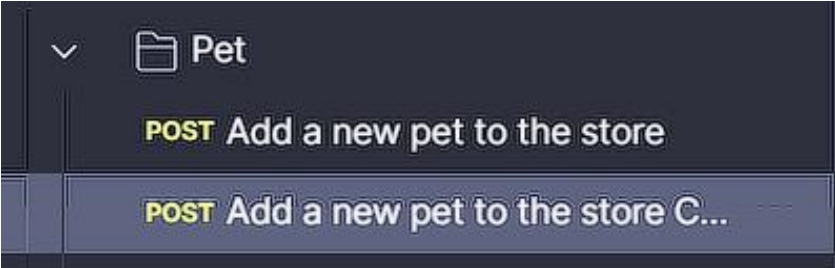 Pet
POST Add a new pet to the store
POST Add a new pet to the store C...